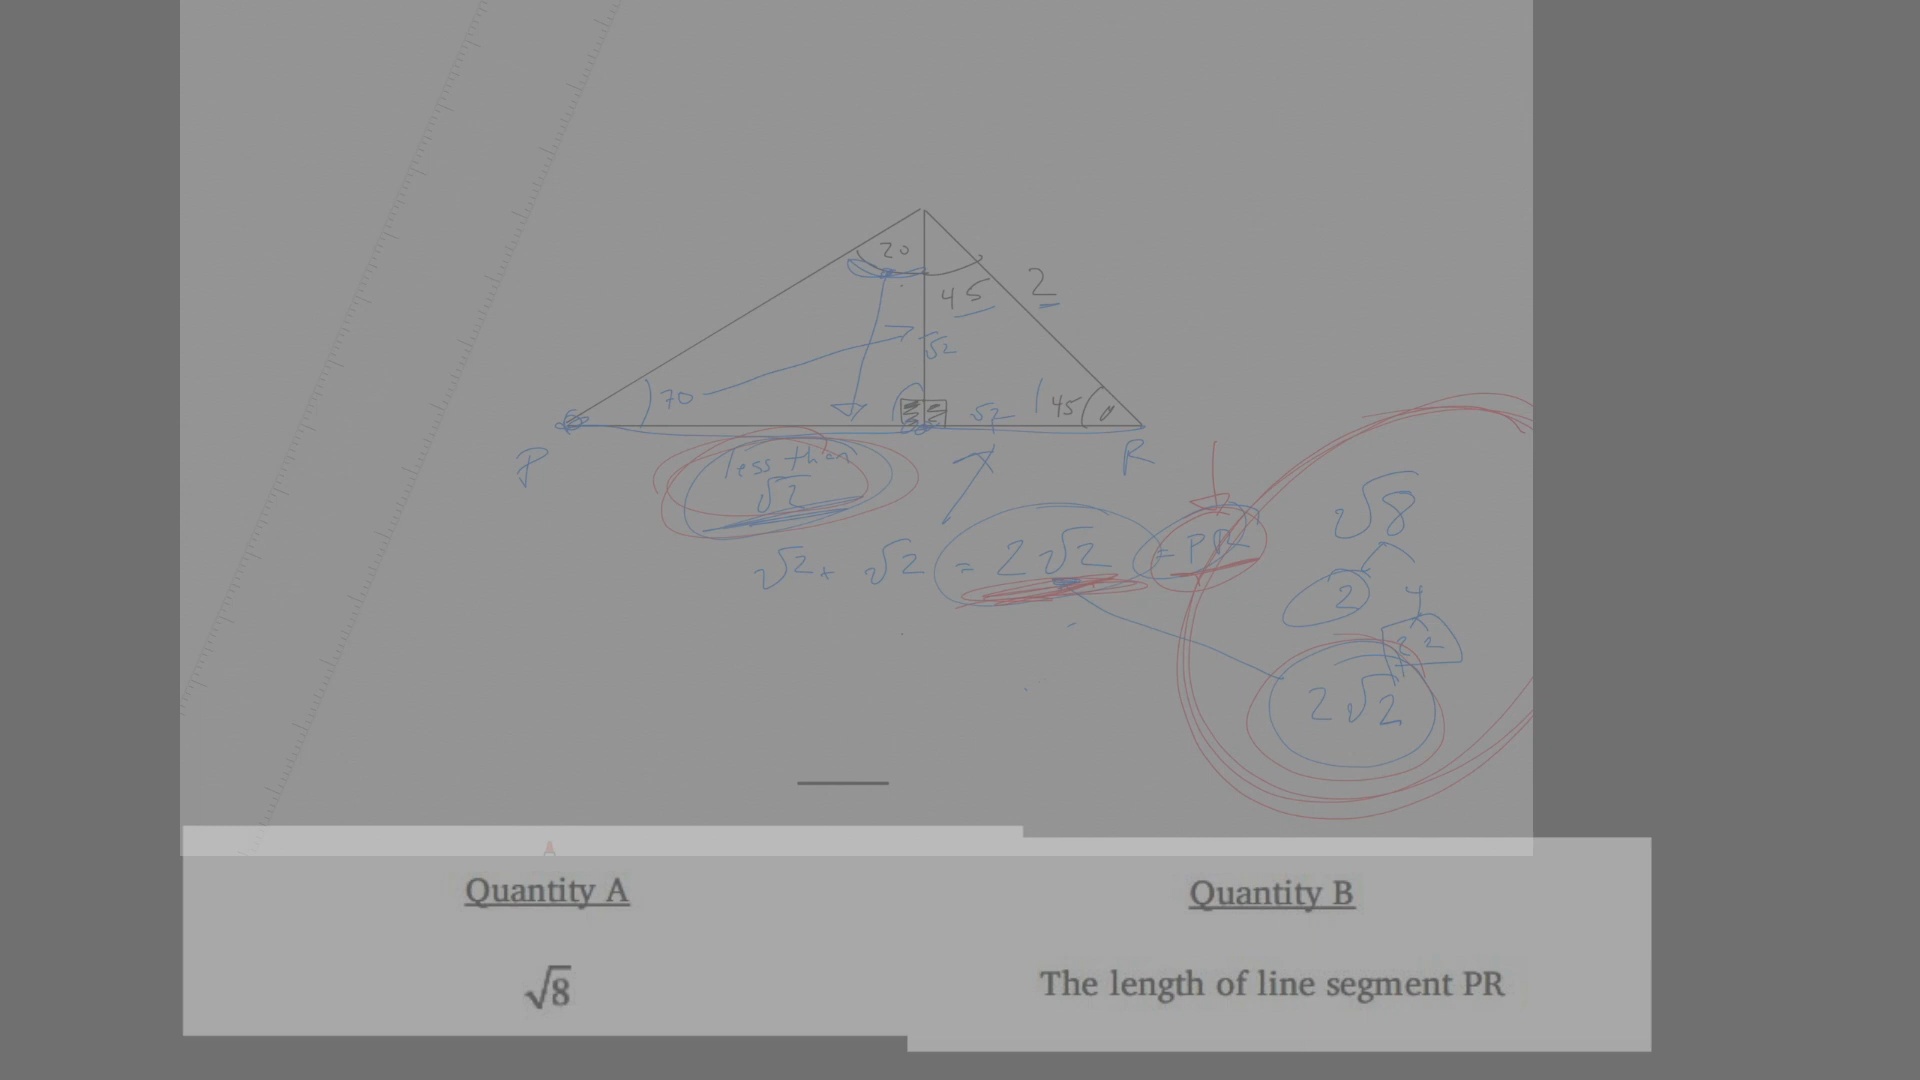 20
2
45
√2
70
√2
45
P
R
less than
√2
√8
√2 + √2 = 2√2 = PR
2 4
2 2
2√2
Quantity A
Quantity B
√8
The length of line segment PR